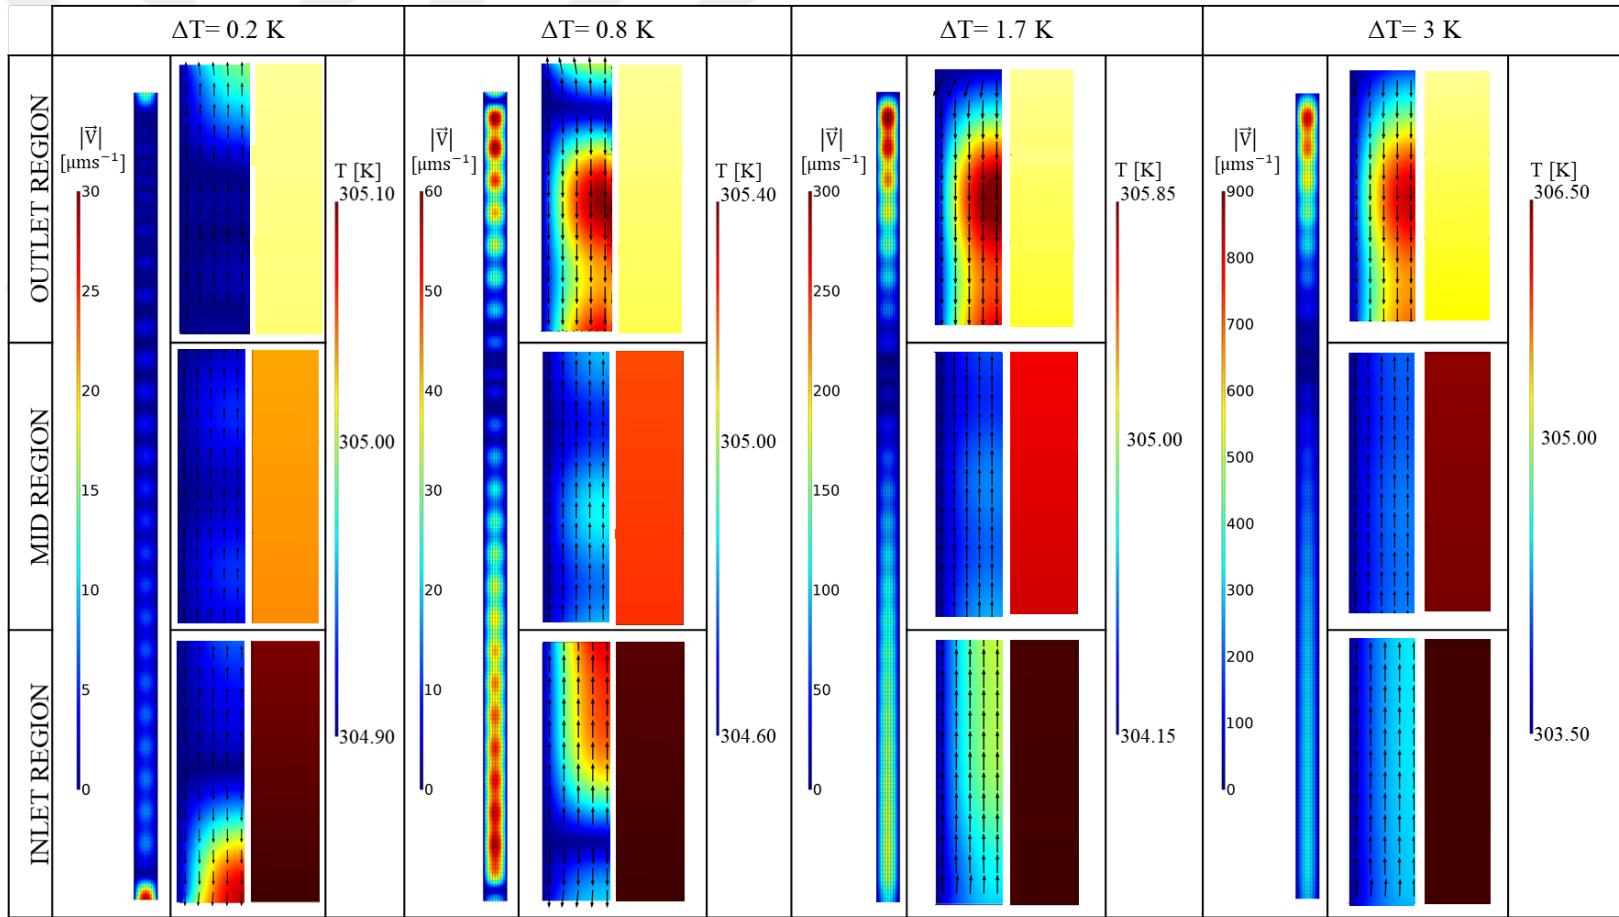 ΔT= 0.2 K
ΔT= 0.8 K
ΔT= 1.7 K
ΔT= 3 K
OUTLET REGION
MID REGION
INLET REGION
|V⃗|
[μms⁻¹]
30
25
20
15
10
5
0
T [K]
305.10
305.00
304.90
|V⃗|
[μms⁻¹]
60
50
40
30
20
10
0
T [K]
305.40
305.00
304.60
|V⃗|
[μms⁻¹]
300
250
200
150
100
50
0
T [K]
305.85
305.00
304.15
|V⃗|
[μms⁻¹]
900
800
700
600
500
400
300
200
100
0
T [K]
306.50
305.00
303.50